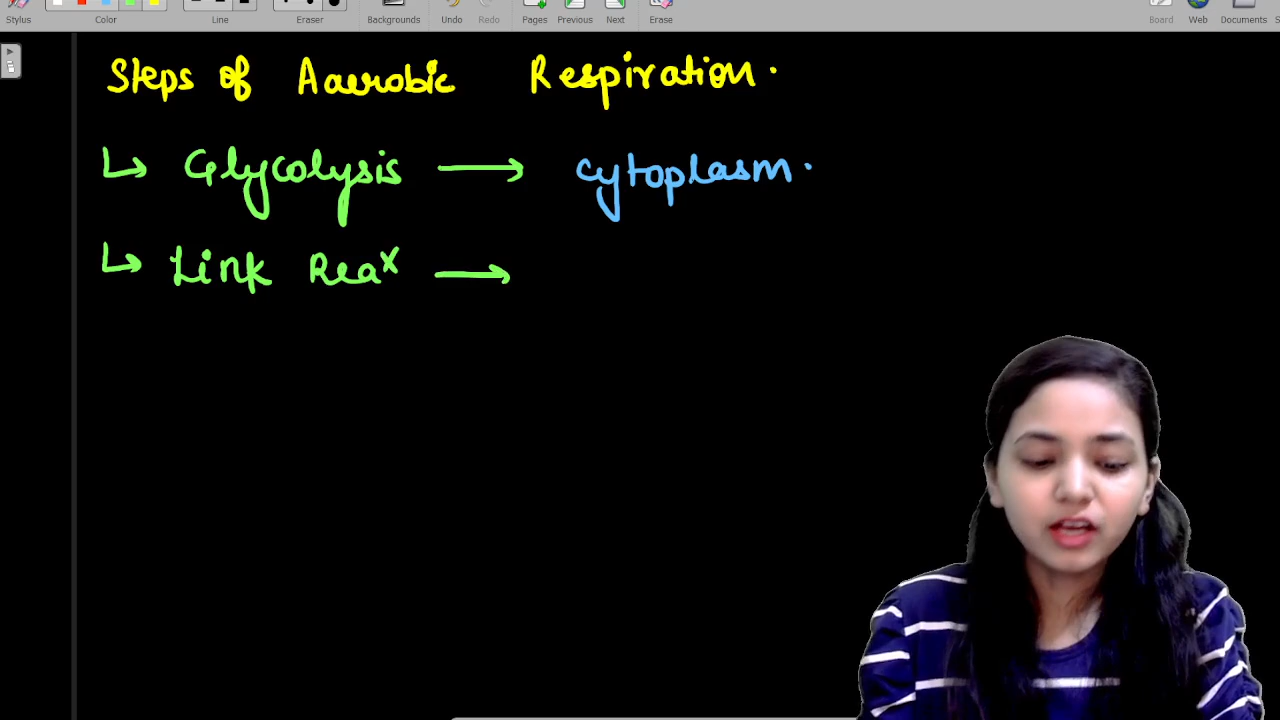 Stylus Color Line Eraser Backgrounds Undo Redo Pages Previous Next Erase Board Web Documents S
Steps of Aaerobic Respiration.
↳ Glycolysis → Cytoplasm.
↳ Link Reaˣ →